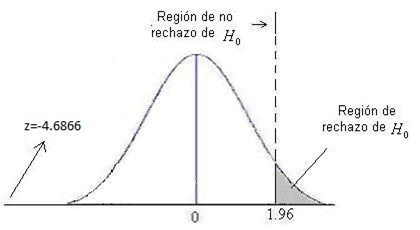 Región de no
rechazo de H₀
z=-4.6866
Región de
rechazo de H₀
0
1.96